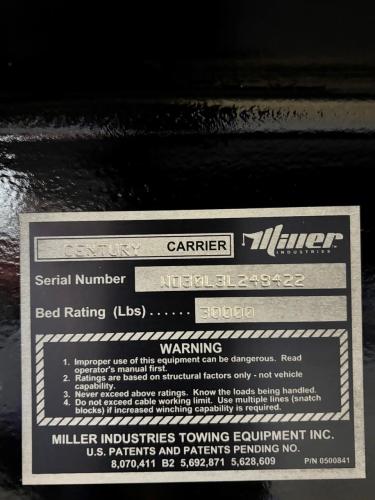 CENTURY CARRIER Miller INDUSTRIES
Serial Number WD30L3L249422
Bed Rating (Lbs)...... 30000
WARNING
1. Improper use of this equipment can be dangerous. Read
operator's manual first.
2. Ratings are based on structural factors only - not vehicle
capability.
3. Never exceed above ratings. Know the loads being handled.
4. Do not exceed cable working limit. Use multiple lines (snatch
blocks) if increased winching capability is required.
MILLER INDUSTRIES TOWING EQUIPMENT INC.
U.S. PATENTS AND PATENTS PENDING NO.
8,070,411 B2 5,692,871 5,628,609
P/N 0500841